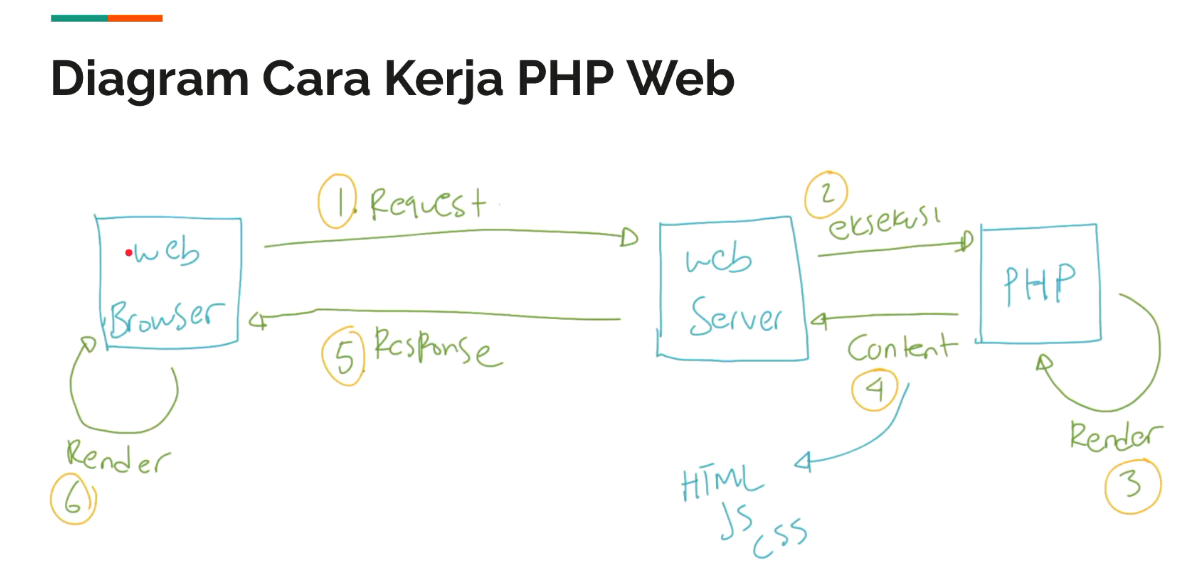 Diagram Cara Kerja PHP Web
1. Request
2
eksekusi
Web
Browser
Web
Server
PHP
5 Response
Content
4
Render
6
Render
3
HTML
JS
CSS